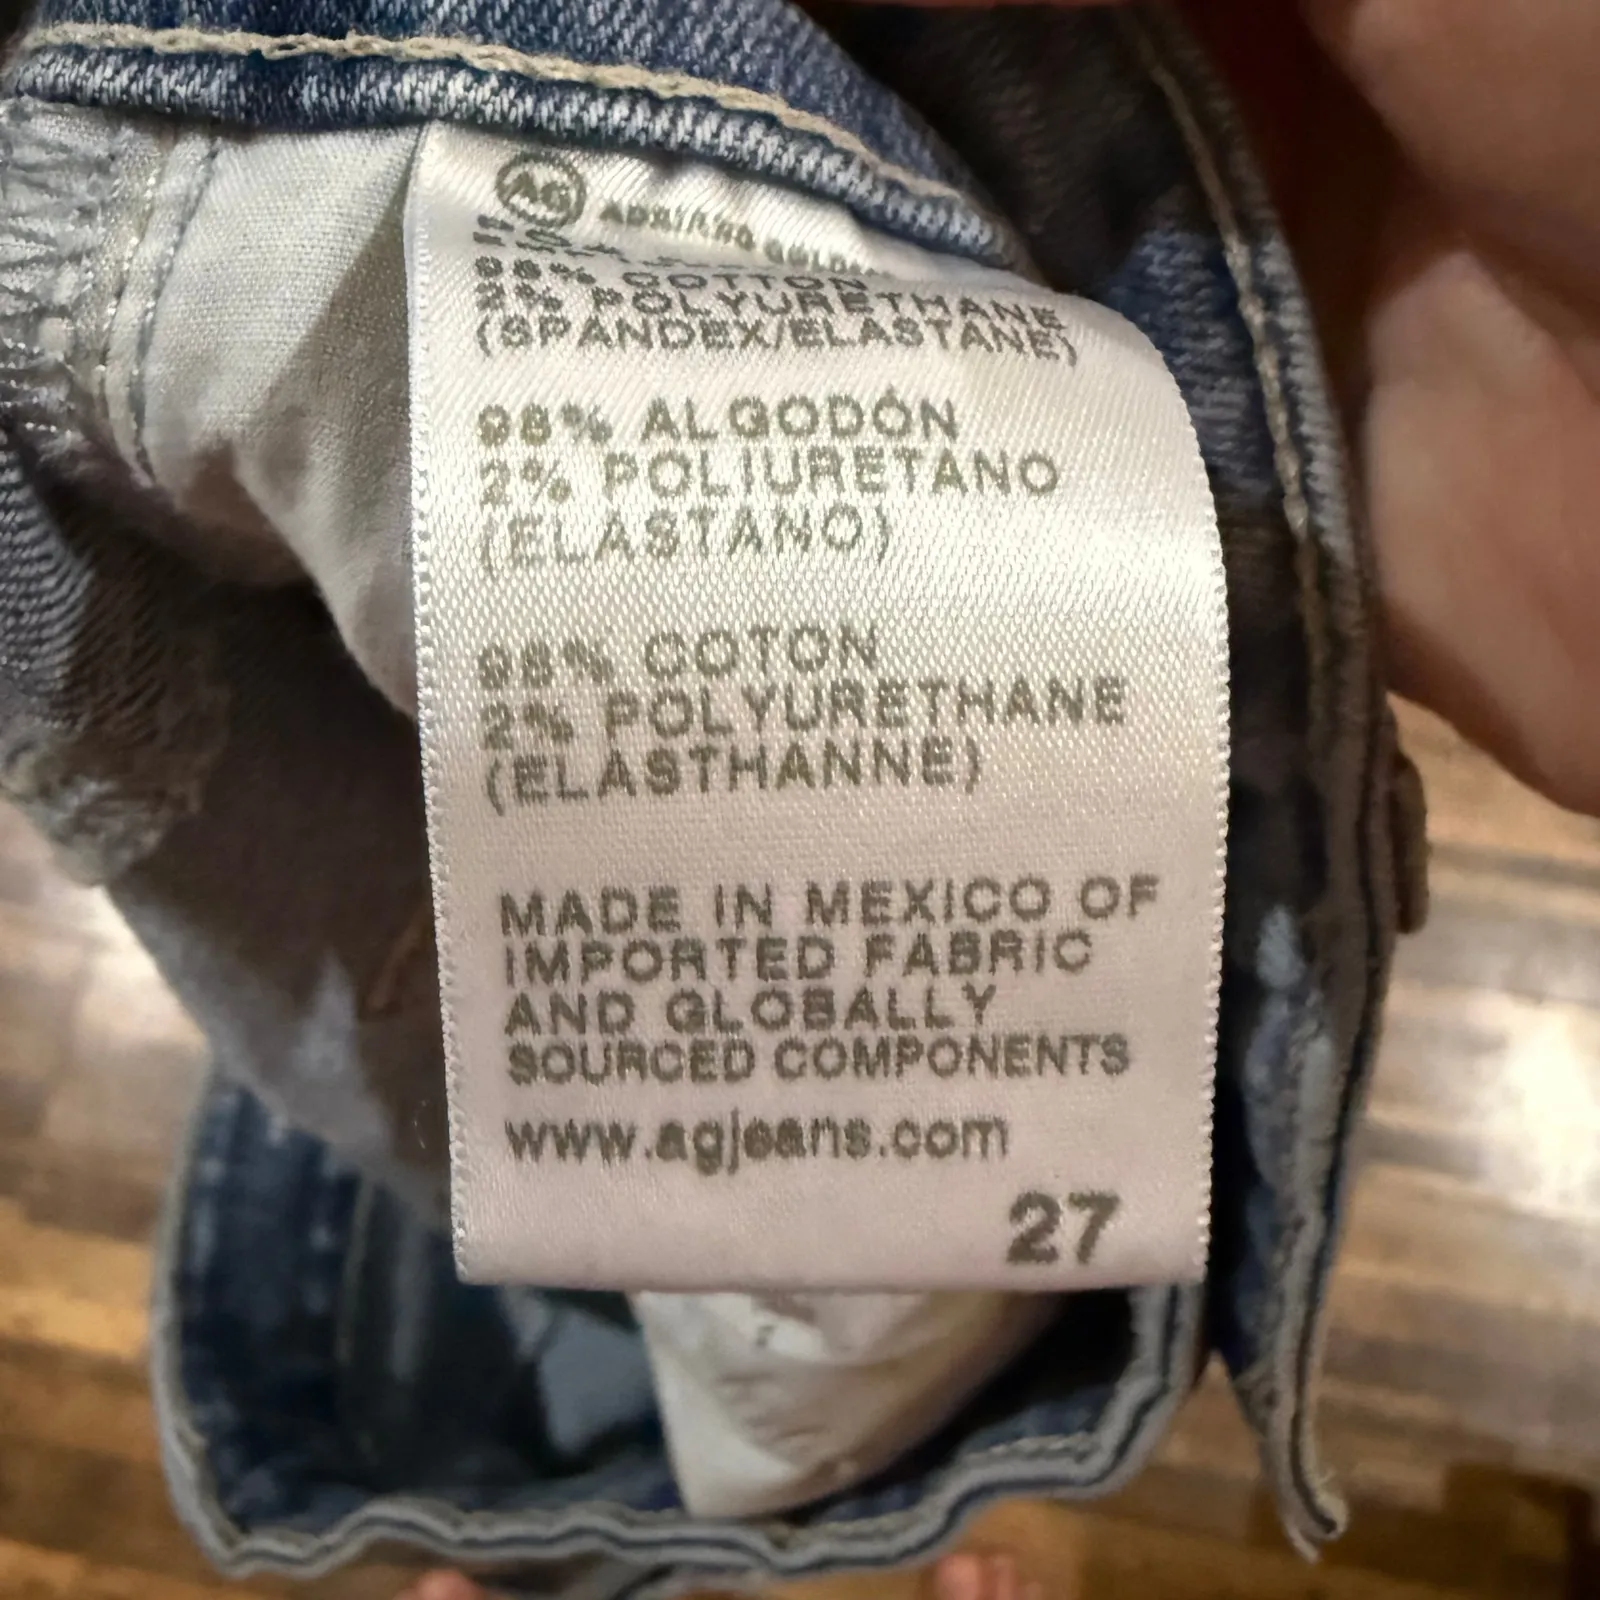 AG ADRIANO GOLDSCHMIED
98% COTTON
2% POLYURETHANE
(SPANDEX/ELASTANE)
98% ALGODÓN
2% POLIURETANO
(ELASTANO)
98% COTON
2% POLYURETHANE
(ELASTHANNE)
MADE IN MEXICO OF
IMPORTED FABRIC
AND GLOBALLY
SOURCED COMPONENTS
www.agjeans.com
27